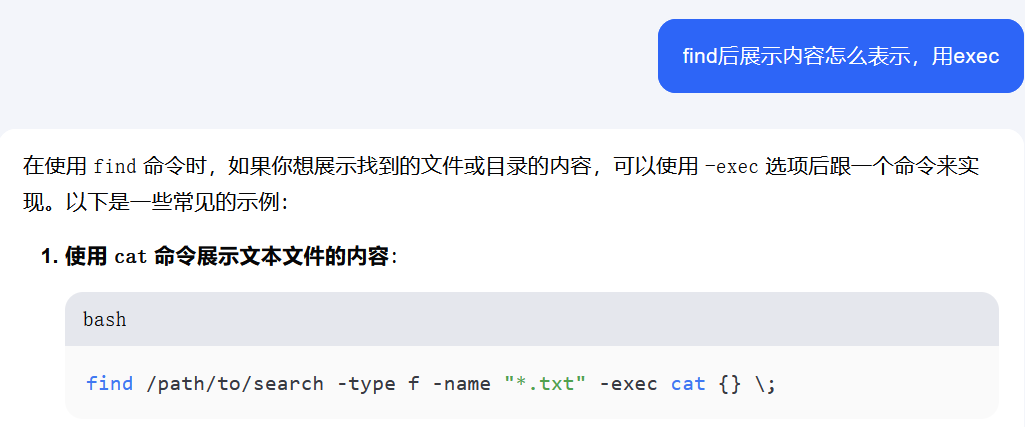 find后展示内容怎么表示，用exec
在使用 find 命令时，如果你想展示找到的文件或目录的内容，可以使用 -exec 选项后跟一个命令来实
现。以下是一些常见的示例：
1. 使用 cat 命令展示文本文件的内容：
bash
find /path/to/search -type f -name "*.txt" -exec cat {} \;